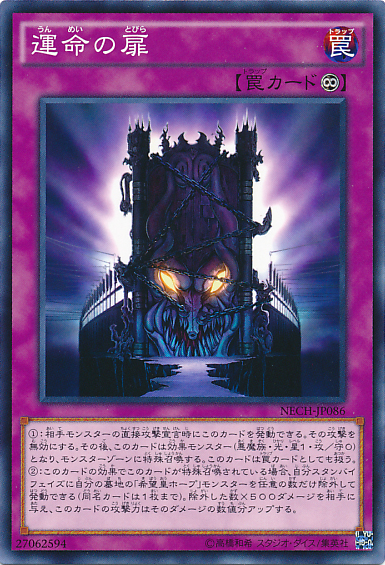 運命の扉
うん めい とびら
トラップ
罠
【罠カード】
トラップ
NECH-JP086
①:相手モンスターの直接攻撃宣言時にこのカードを発動できる。その攻撃を
無効にする。その後、このカードは効果モンスター(悪魔族・光・星1・攻/守0)
となり、モンスターゾーンに特殊召喚する。このカードは罠カードとしても扱う。
②:このカードの効果でこのカードが特殊召喚されている場合、自分スタンバイ
フェイズに自分の墓地の「希望皇ホープ」モンスターを任意の数だけ除外して
発動できる(同名カードは1枚まで)。除外した数×500ダメージを相手に
与え、このカードの攻撃力はそのダメージの数値分アップする。
27062594
©高橋和希 スタジオ・ダイス/集英社